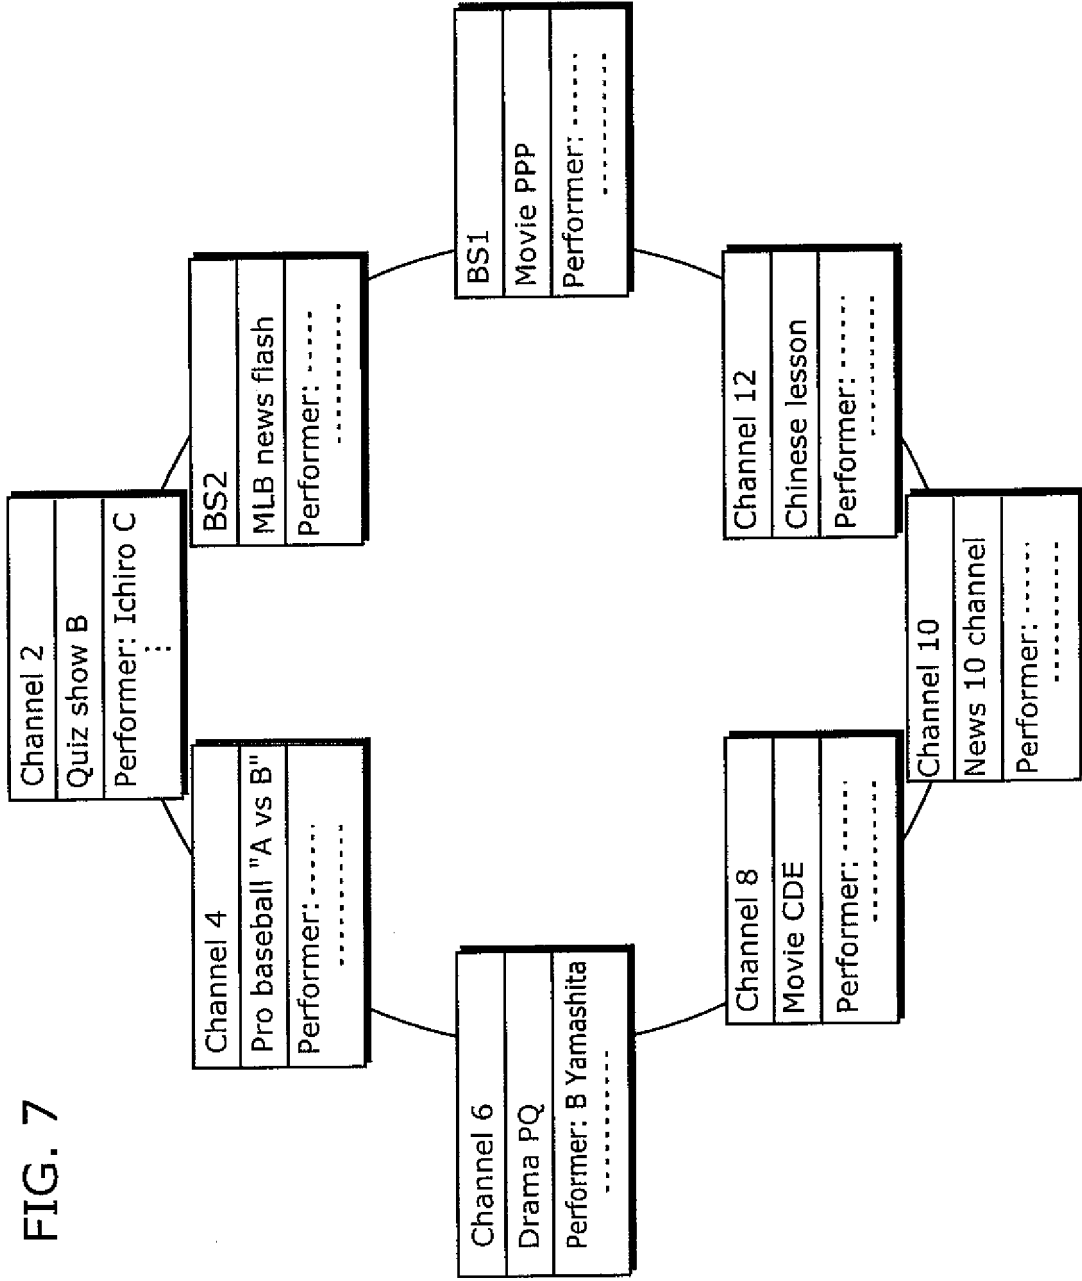 FIG. 7
Channel 2
Quiz show B
Performer: Ichiro C
⋮
Channel 4
Pro baseball "A vs B"
Performer: ------
-----------
BS2
MLB news flash
Performer: ------
-----------
Channel 6
Drama PQ
Performer: B Yamashita
-----------
BS1
Movie PPP
Performer: ------
-----------
Channel 8
Movie CDE
Performer: ------
-----------
Channel 12
Chinese lesson
Performer: ------
-----------
Channel 10
News 10 channel
Performer: ------
-----------